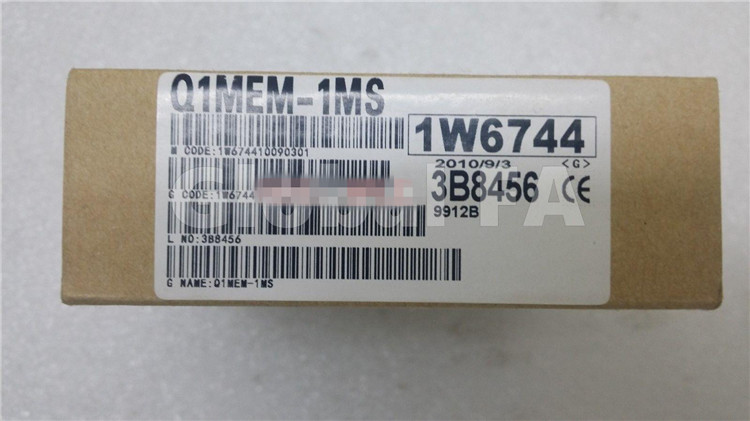 Q1MEM-1MS
1W6744
M CODE:1W674410090301
2010/9/3 <G>
G CODE:1W6744
3B8456 CE
9912B
L NO:3B8456
G NAME:Q1MEM-1MS